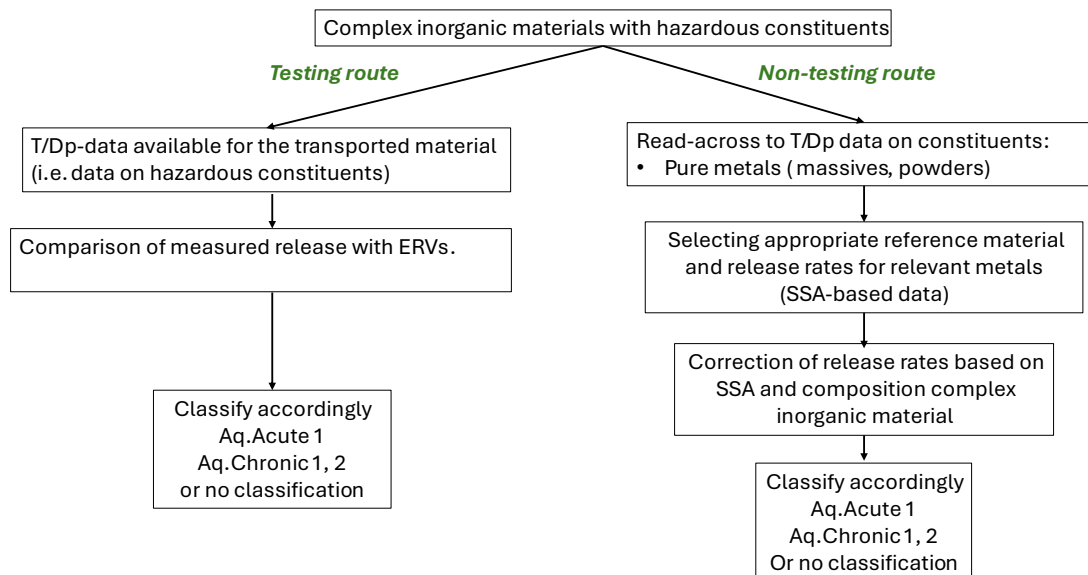 Complex inorganic materials with hazardous constituents
Testing route
Non-testing route
T/Dp-data available for the transported material
(i.e. data on hazardous constituents)
Comparison of measured release with ERVs.
Classify accordingly
Aq.Acute 1
Aq.Chronic 1, 2
or no classification
Read-across to T/Dp data on constituents:
• Pure metals (massives, powders)
Selecting appropriate reference material
and release rates for relevant metals
(SSA-based data)
Correction of release rates based on
SSA and composition complex
inorganic material
Classify accordingly
Aq.Acute 1
Aq.Chronic 1, 2
Or no classification